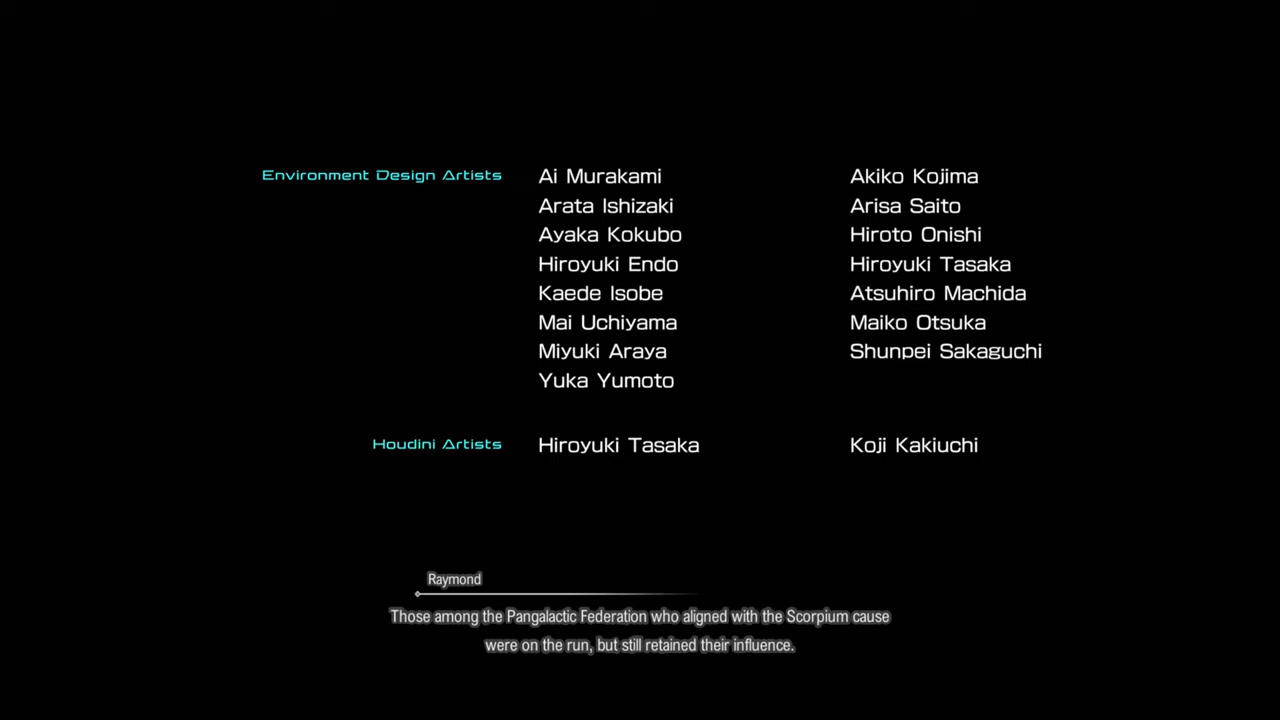 Environment Design Artists Ai Murakami Akiko Kojima
Arata Ishizaki Arisa Saito
Ayaka Kokubo Hiroto Onishi
Hiroyuki Endo Hiroyuki Tasaka
Kaede Isobe Atsuhiro Machida
Mai Uchiyama Maiko Otsuka
Miyuki Araya Shunpei Sakaguchi
Yuka Yumoto
Houdini Artists Hiroyuki Tasaka Koji Kakiuchi
Raymond
Those among the Pangalactic Federation who aligned with the Scorpium cause
were on the run, but still retained their influence.